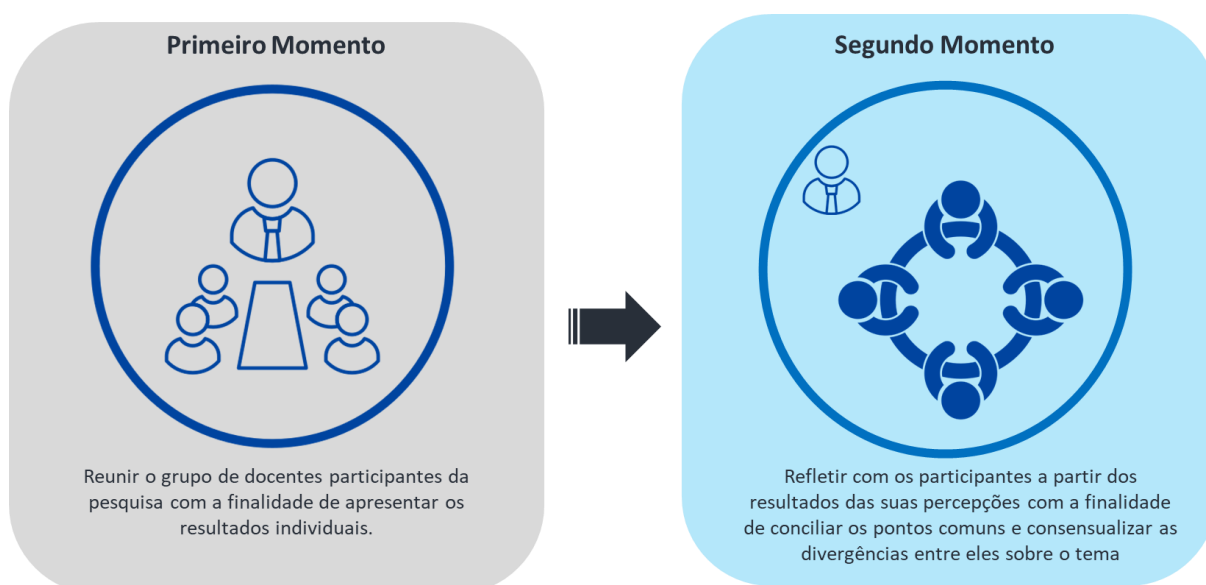 Primeiro Momento
Reunir o grupo de docentes participantes da
pesquisa com a finalidade de apresentar os
resultados individuais.
Segundo Momento
Refletir com os participantes a partir dos
resultados das suas percepções com a finalidade
de conciliar os pontos comuns e consensualizar as
divergências entre eles sobre o tema